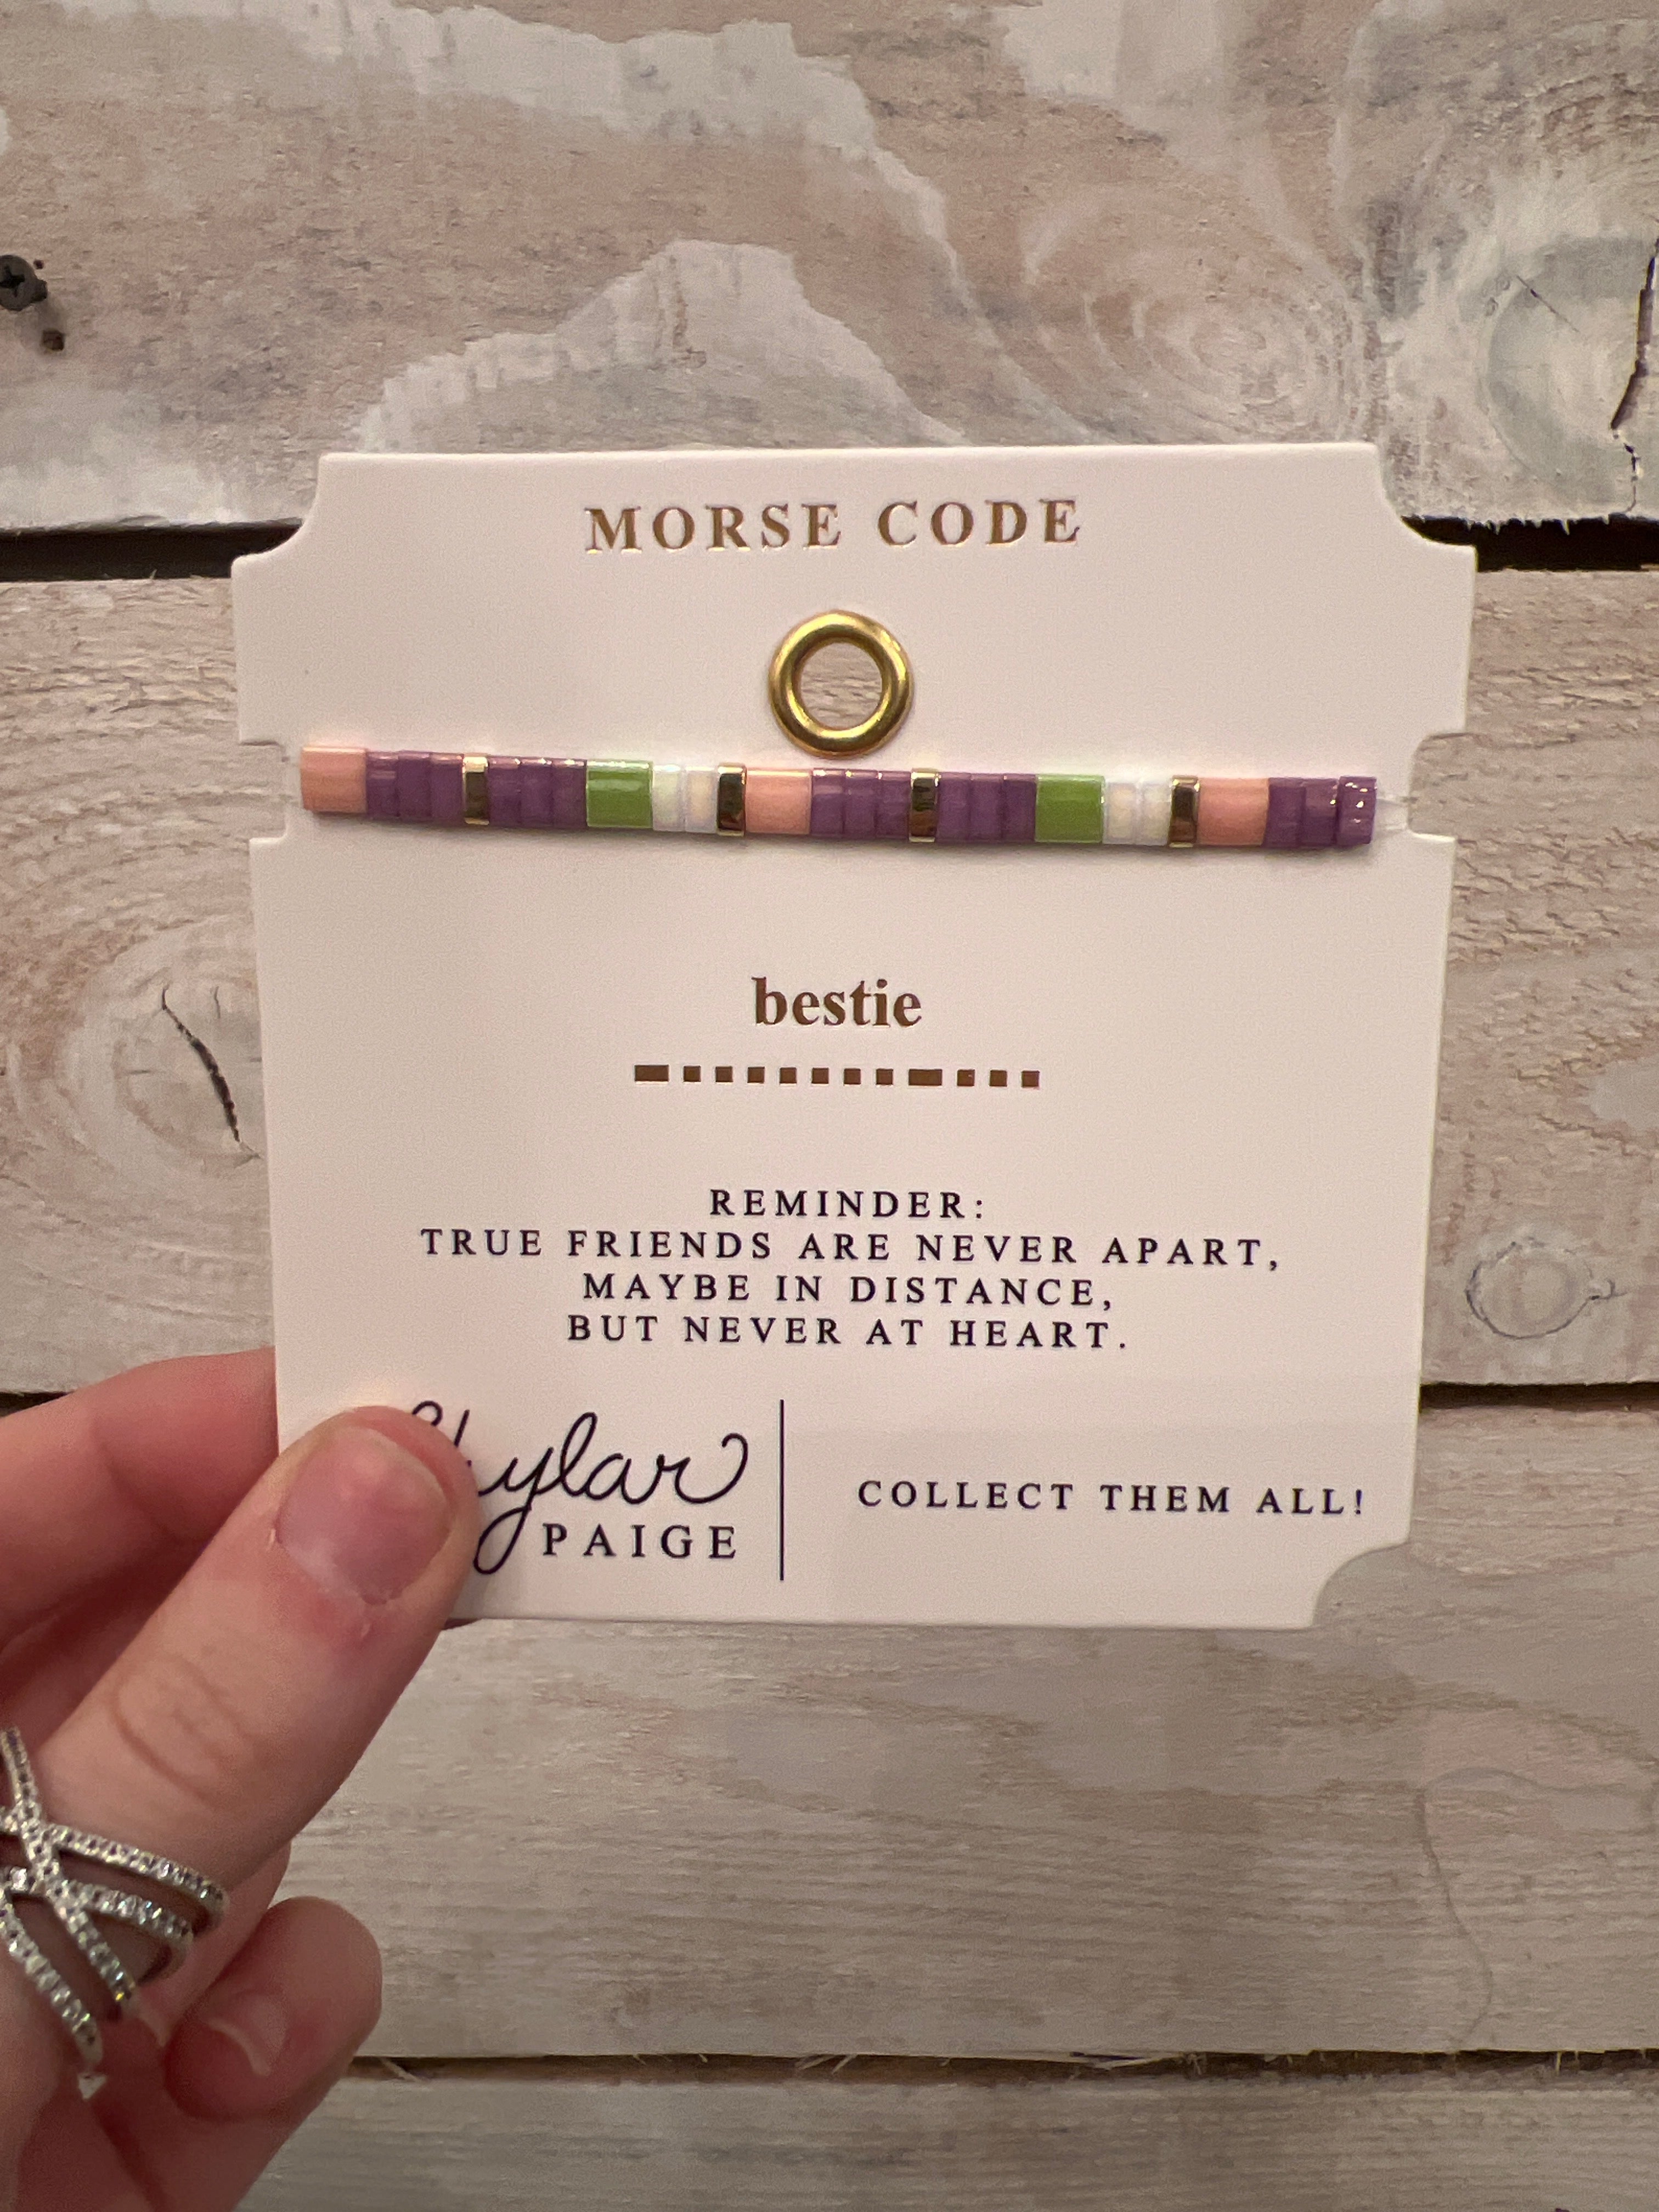 MORSE CODE
bestie
REMINDER:
TRUE FRIENDS ARE NEVER APART,
MAYBE IN DISTANCE,
BUT NEVER AT HEART.
Skylar
PAIGE
COLLECT THEM ALL!